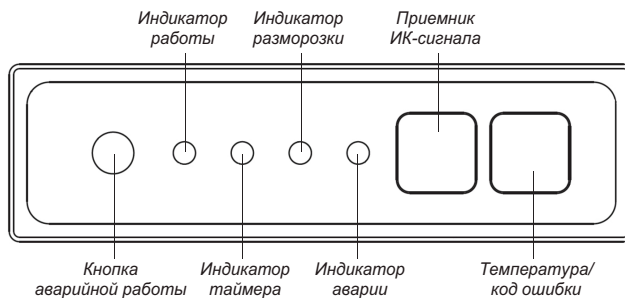 Индикатор
работы
Индикатор
разморозки
Приемник
ИК-сигнала
Кнопка
аварийной работы
Индикатор
таймера
Индикатор
аварии
Температура/
код ошибки